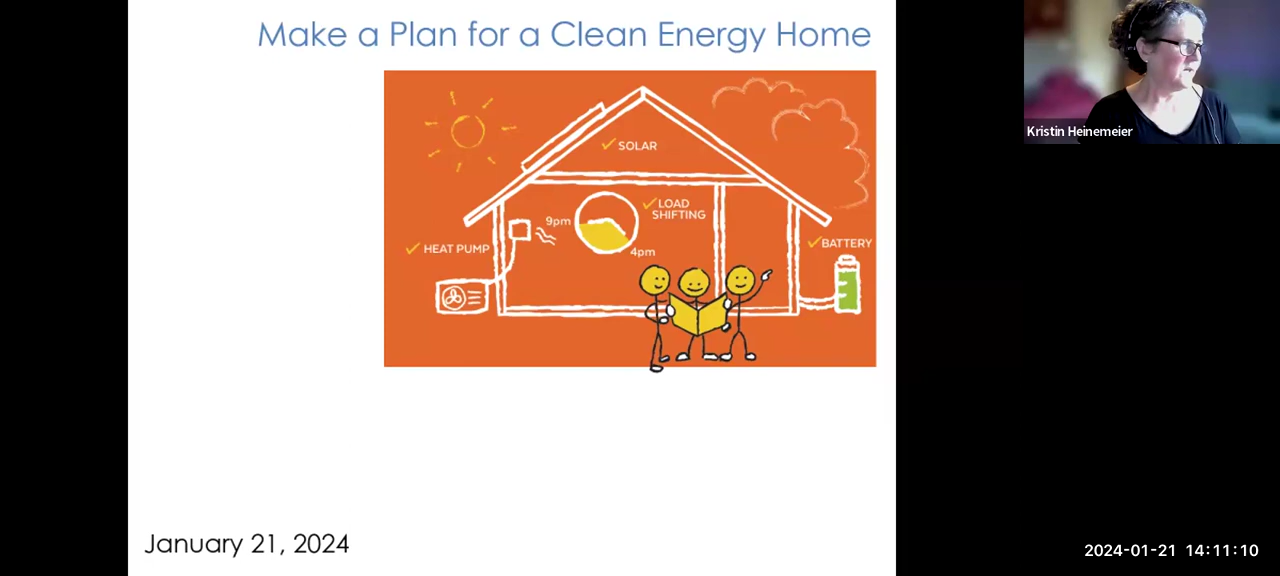 Make a Plan for a Clean Energy Home
SOLAR
9pm
LOAD
SHIFTING
4pm
HEAT PUMP
BATTERY
January 21, 2024
Kristin Heinemeier
2024-01-21 14:11:10